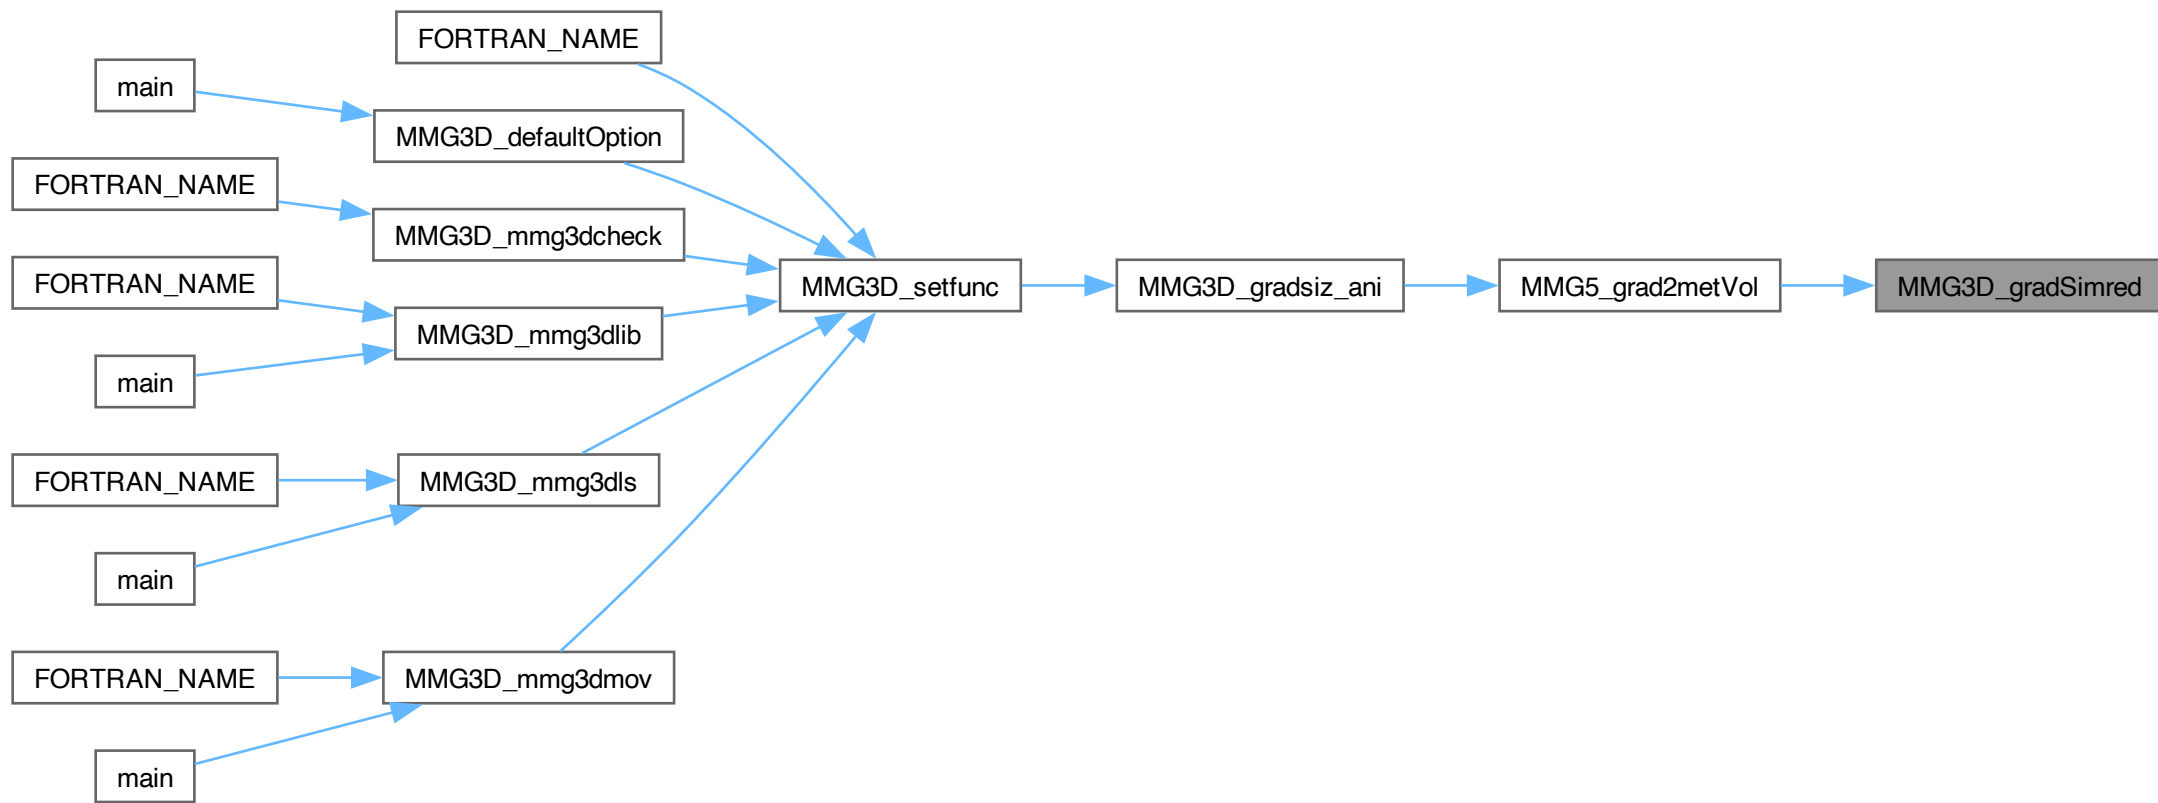 FORTRAN_NAME
main
MMG3D_defaultOption
FORTRAN_NAME
MMG3D_mmg3dcheck
FORTRAN_NAME
MMG3D_setfunc
MMG3D_gradsiz_ani
MMG5_grad2metVol
MMG3D_gradSimred
MMG3D_mmg3dlib
main
FORTRAN_NAME
MMG3D_mmg3dls
main
FORTRAN_NAME
MMG3D_mmg3dmov
main